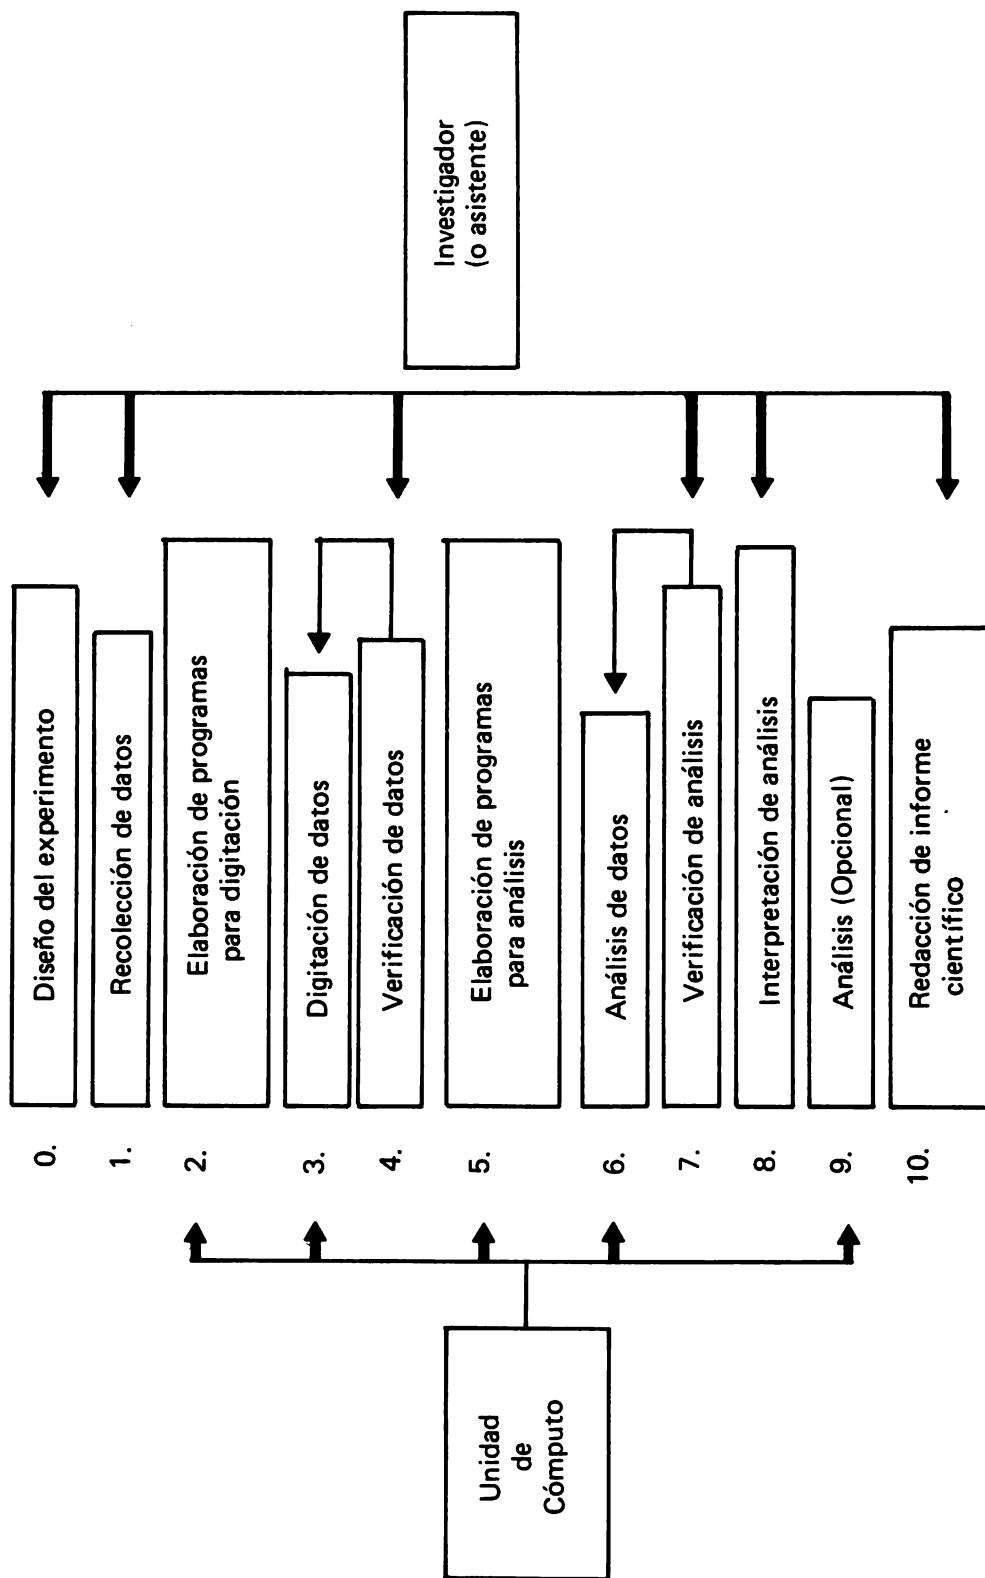 Unidad
de
Cómputo
0. Diseño del experimento
1. Recolección de datos
2. Elaboración de programas
para digitación
3. Digitación de datos
4. Verificación de datos
5. Elaboración de programas
para análisis
6. Análisis de datos
7. Verificación de análisis
8. Interpretación de análisis
9. Análisis (Opcional)
10. Redacción de informe
científico
Investigador
(o asistente)